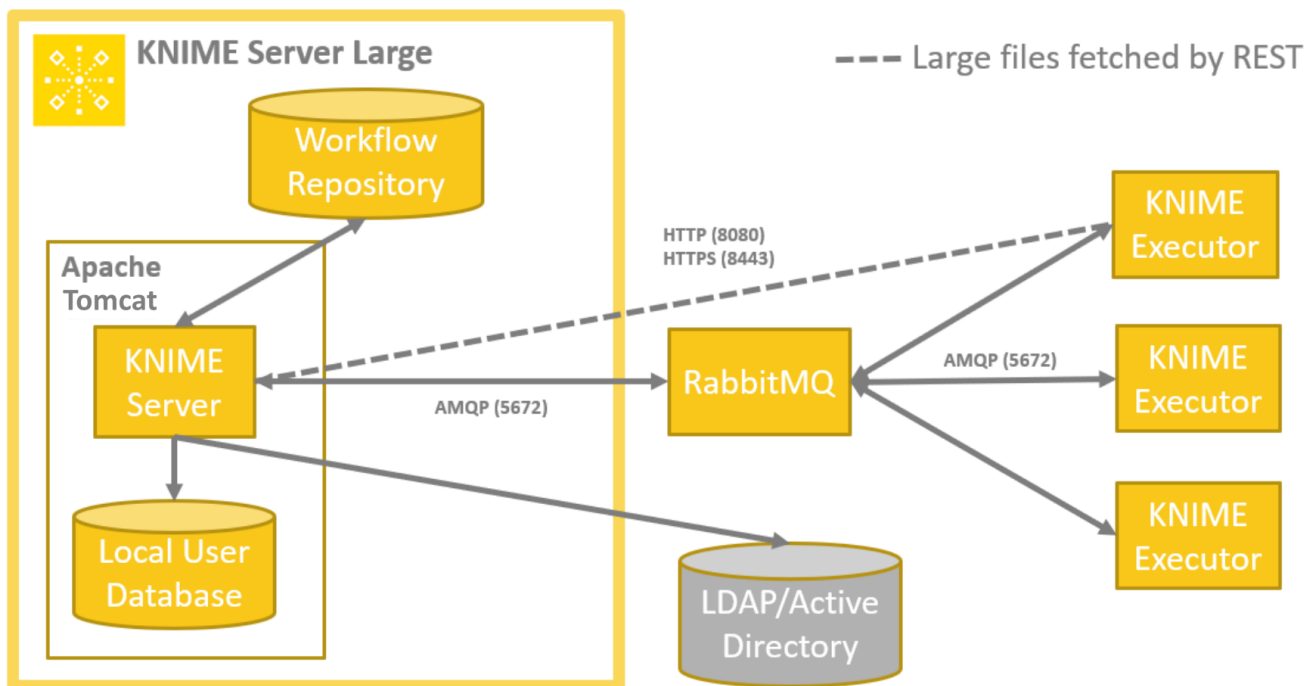 KNIME Server Large
Large files fetched by REST
Workflow
Repository
KNIME
Executor
HTTP (8080)
HTTPS (8443)
Apache
Tomcat
KNIME
Server
AMQP (5672)
RabbitMQ
AMQP (5672)
KNIME
Executor
KNIME
Executor
Local User
Database
LDAP/Active
Directory